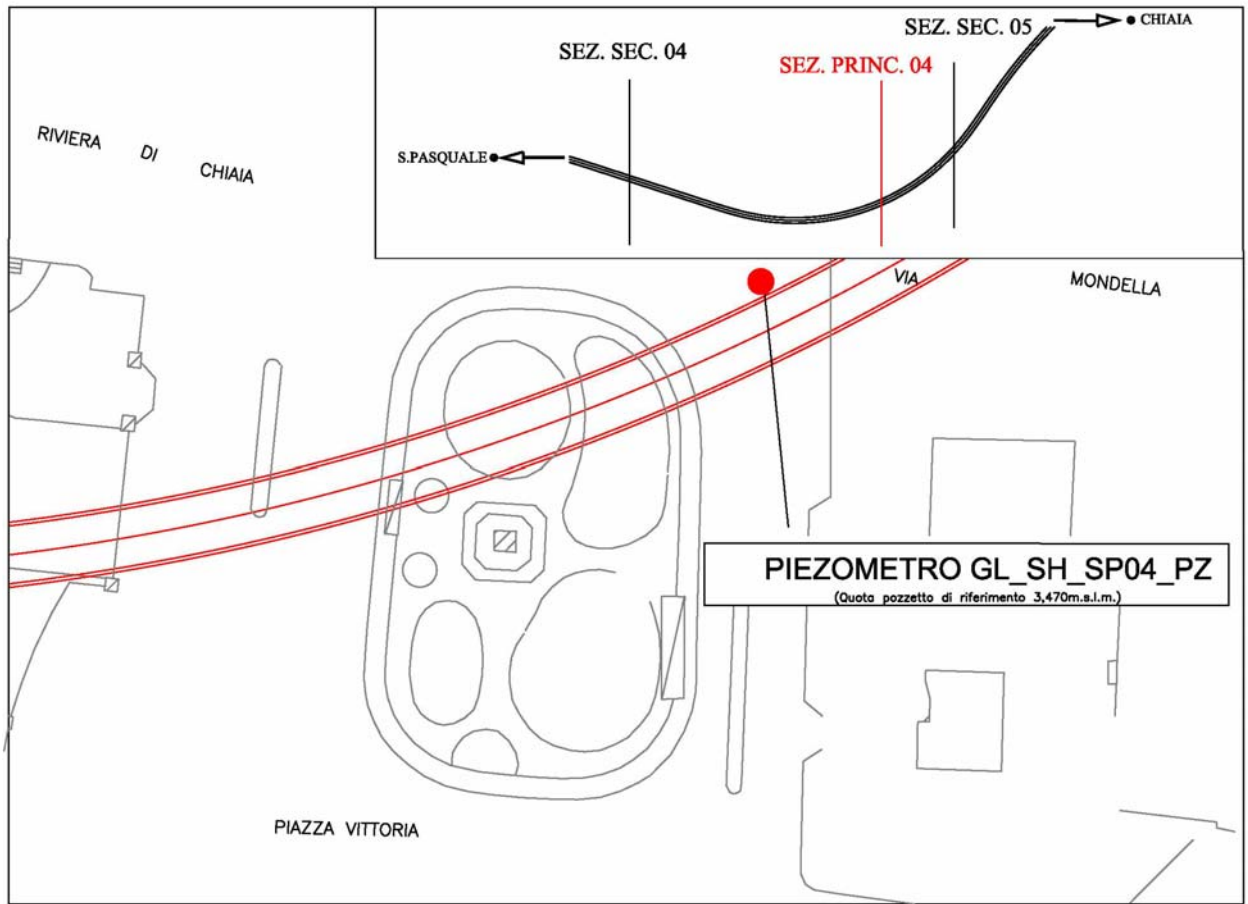 CHIAIA
SEZ. SEC. 05
SEZ. SEC. 04
SEZ. PRINC. 04
S.PASQUALE
RIVIERA DI CHIAIA
VIA MONDELLA
PIEZOMETRO GL_SH_SP04_PZ
(Quota pozzetto di riferimento 3,470m.s.l.m.)
PIAZZA VITTORIA